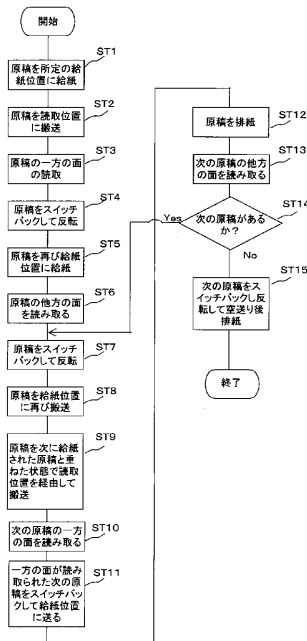 開始
ST1
原稿を所定の給
紙位置に給紙
ST2
原稿を読取位置
に搬送
ST3
原稿の一方の面
の読取
ST4
原稿をスイッチ
バックして反転
ST5
原稿を再び給紙
位置に給紙
ST6
原稿の他方の面
を読み取る
ST7
原稿をスイッチ
バックして反転
ST8
原稿を給紙位置
に再び搬送
ST9
原稿を次に給紙
された原稿と重
ねた状態で読取
位置を経由して
搬送
ST10
次の原稿の一方
の面を読み取る
ST11
一方の面が読み
取られた次の原
稿をスイッチバッ
クして給紙位置
に送る
ST12
原稿を排紙
ST13
次の原稿の他方
の面を読み取る
ST14
Yes
次の原稿がある
か?
No
ST15
次の原稿をス
イッチバックし反
転して空送り後
排紙
終了